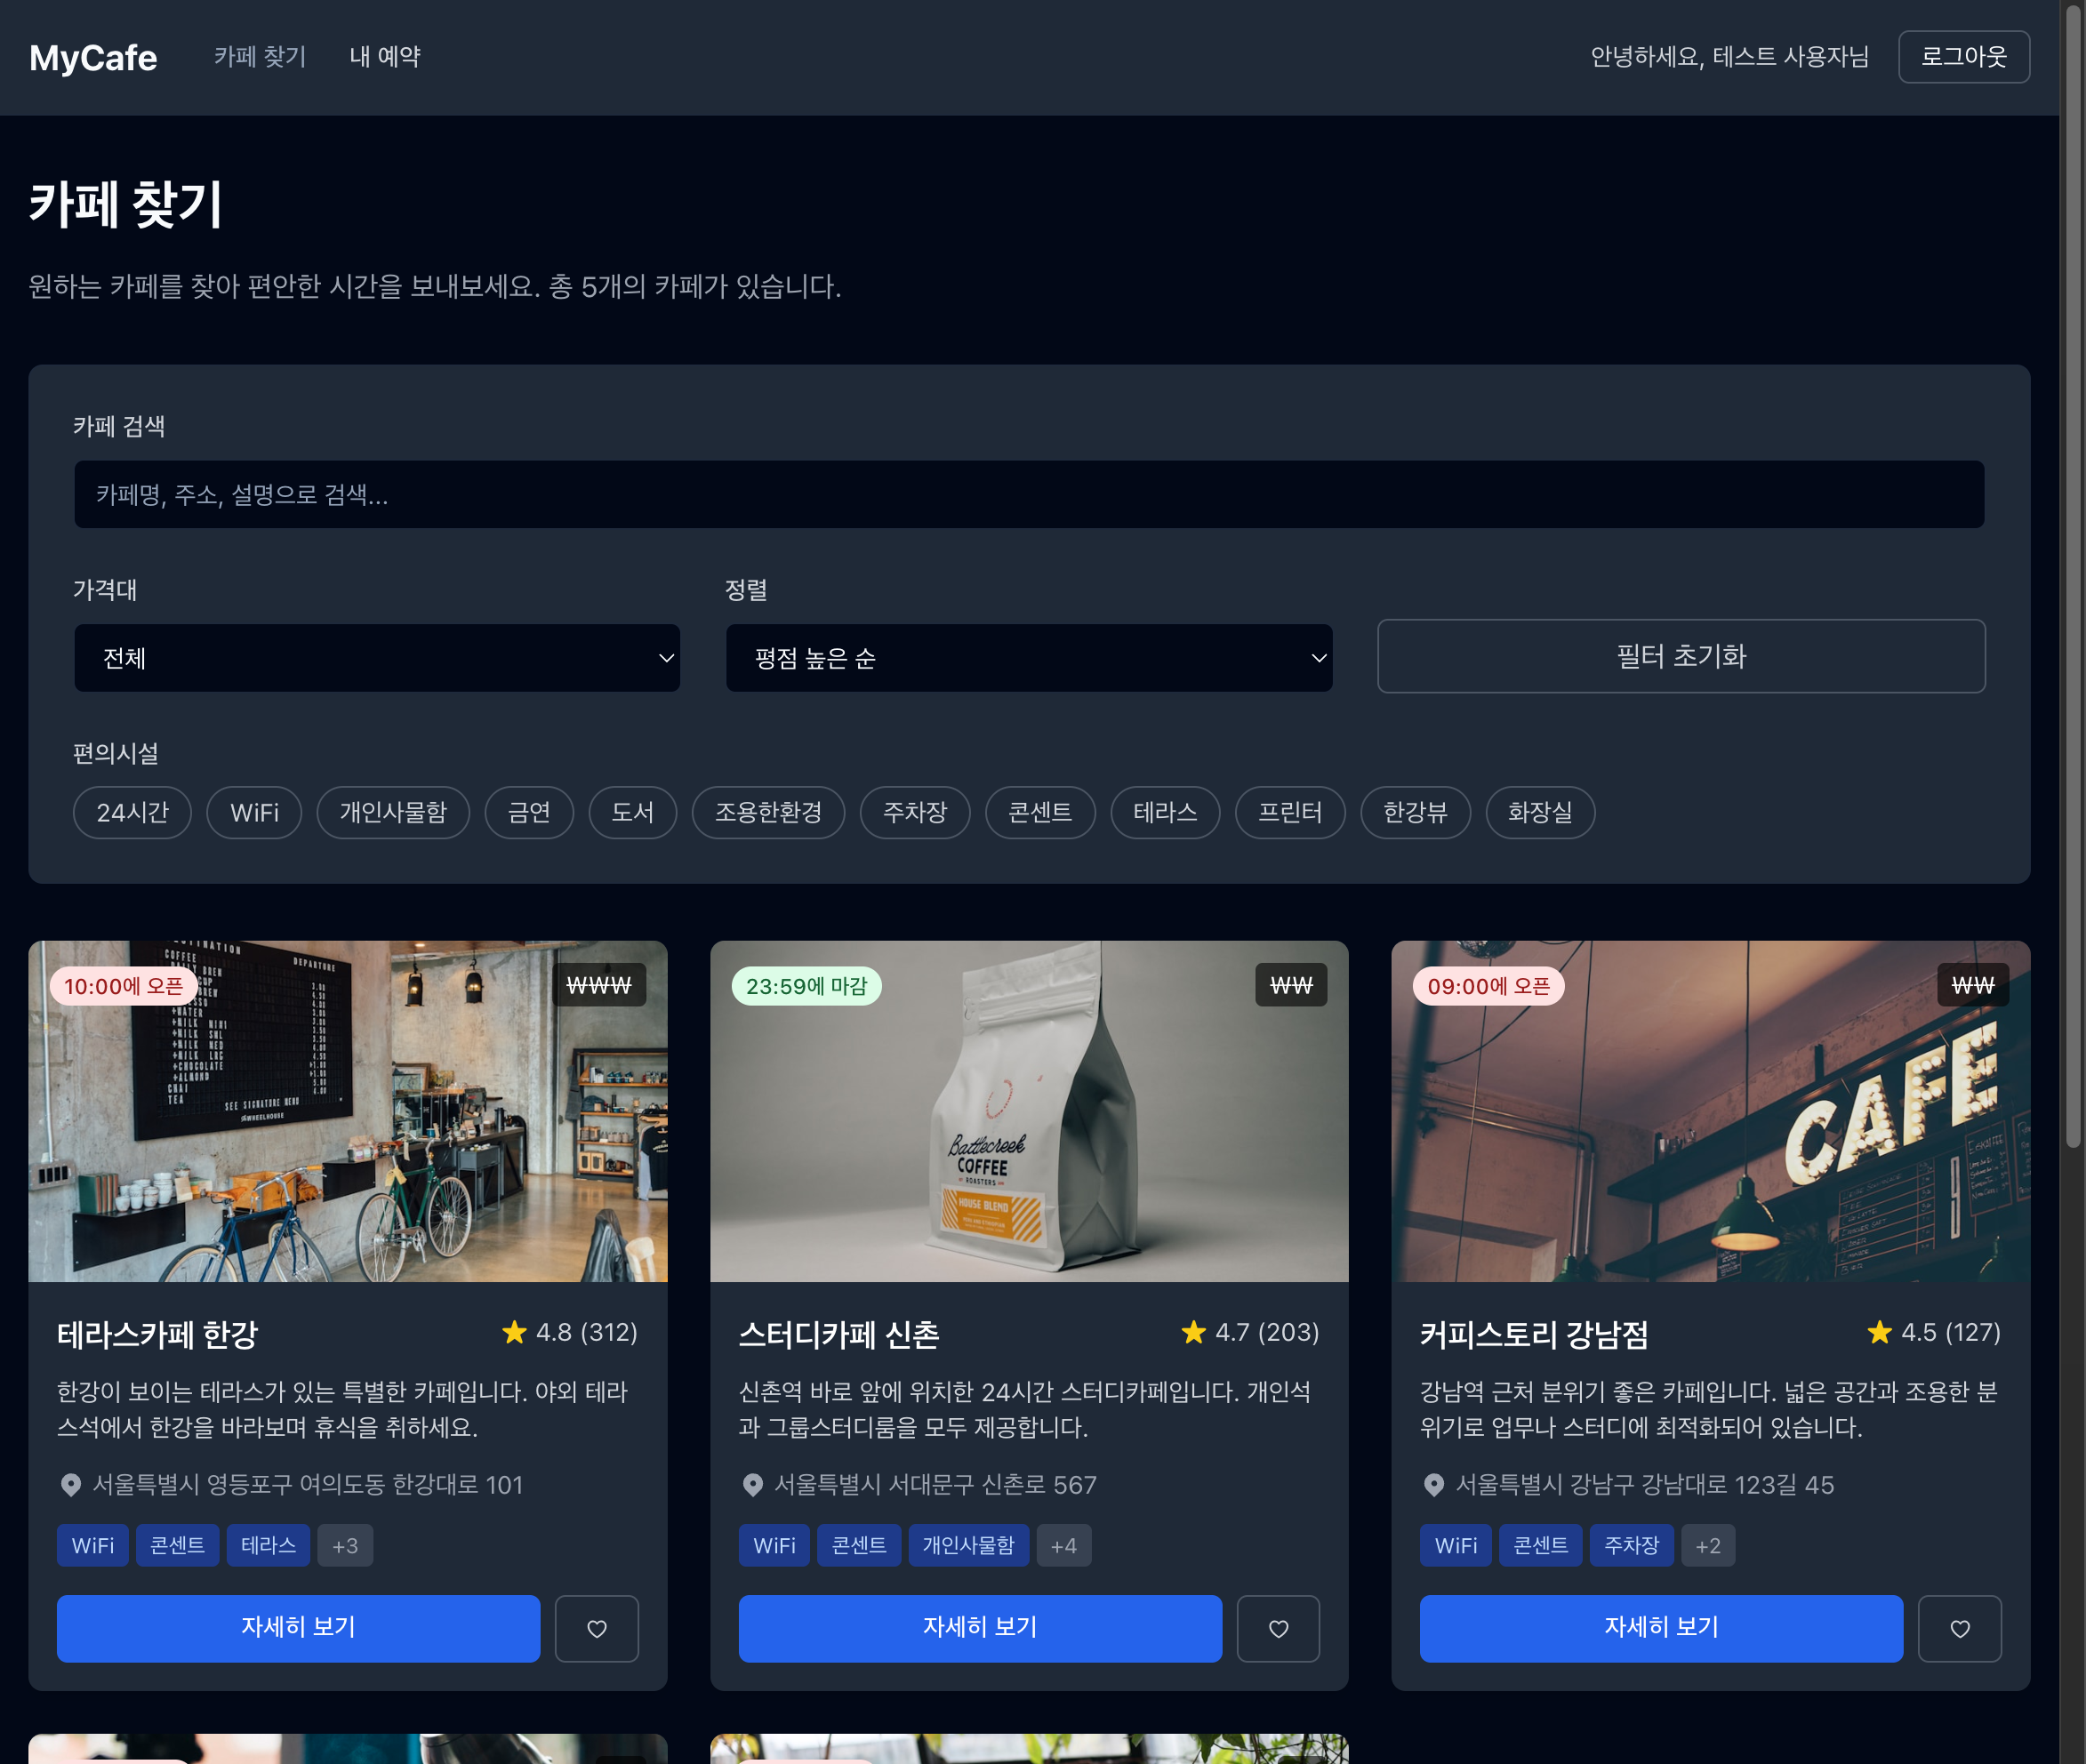 MyCafe
카페 찾기
내 예약
안녕하세요, 테스트 사용자님
로그아웃
카페 찾기
원하는 카페를 찾아 편안한 시간을 보내보세요. 총 5개의 카페가 있습니다.
카페 검색
카페명, 주소, 설명으로 검색...
가격대
정렬
전체
평점 높은 순
필터 초기화
편의시설
24시간
WiFi
개인사물함
금연
도서
조용한환경
주차장
콘센트
테라스
프린터
한강뷰
화장실
10:00에 오픈
₩₩₩
DEPARTURE
COFFEE
CHAI
TEA
SEE SIGNATURE MENU
테라스카페 한강
4.8 (312)
한강이 보이는 테라스가 있는 특별한 카페입니다. 야외 테라
스석에서 한강을 바라보며 휴식을 취하세요.
서울특별시 영등포구 여의도동 한강대로 101
WiFi
콘센트
테라스
+3
자세히 보기
23:59에 마감
₩₩
Battlecreek
COFFEE
ROASTERS
HOUSE BLEND
스터디카페 신촌
4.7 (203)
신촌역 바로 앞에 위치한 24시간 스터디카페입니다. 개인석
과 그룹스터디룸을 모두 제공합니다.
서울특별시 서대문구 신촌로 567
WiFi
콘센트
개인사물함
+4
자세히 보기
09:00에 오픈
₩₩
CAFE
커피스토리 강남점
4.5 (127)
강남역 근처 분위기 좋은 카페입니다. 넓은 공간과 조용한 분
위기로 업무나 스터디에 최적화되어 있습니다.
서울특별시 강남구 강남대로 123길 45
WiFi
콘센트
주차장
+2
자세히 보기